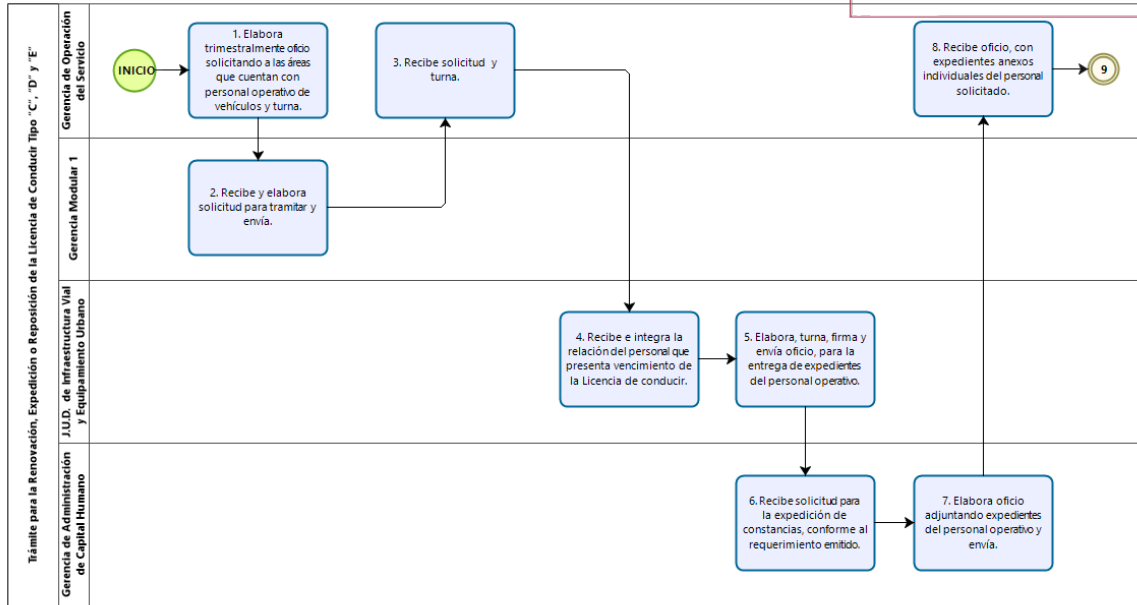 Trámite para la Renovación, Expedición o Reposición de la Licencia de Conducir Tipo "C", "D" y "E"
Gerencia de Operación
del Servicio
INICIO
1. Elabora
trimestralmente oficio
solicitando a las áreas
que cuentan con
personal operativo de
vehículos y turna.
3. Recibe solicitud y
turna.
8. Recibe oficio, con
expedientes anexos
individuales del personal
solicitado.
9
Gerencia Modular 1
2. Recibe y elabora
solicitud para tramitar y
envía.
J.U.D. de Infraestructura Vial
y Equipamiento Urbano
4. Recibe e integra la
relación del personal que
presenta vencimiento de
la Licencia de conducir.
5. Elabora, turna, firma y
envía oficio, para la
entrega de expedientes
del personal operativo.
Gerencia de Administración
de Capital Humano
6. Recibe solicitud para
la expedición de
constancias, conforme al
requerimiento emitido.
7. Elabora oficio
adjuntando expedientes
del personal operativo y
envía.